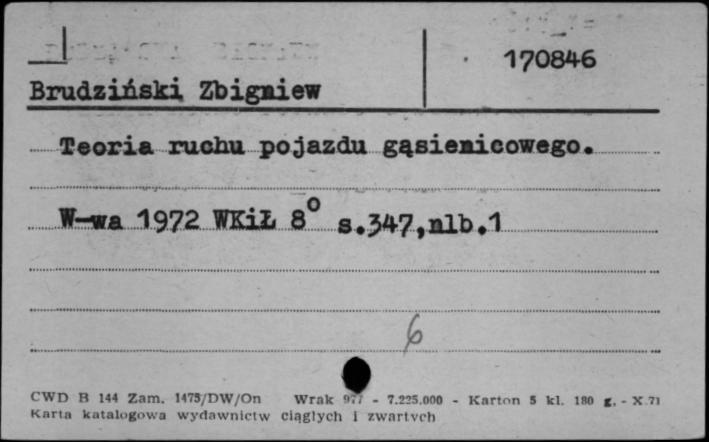 170846
Brudziński Zbigniew
Teoria ruchu pojazdu gąsienicowego.
W-wa 1972 WKiŁ 8° s.347,nlb.1
6
CWD B 144 Zam. 1475/DW/On Wrak 977 - 7.225.000 - Karton 5 kl. 180 g. - X.71
Karta katalogowa wydawnictw ciągłych i zwartych